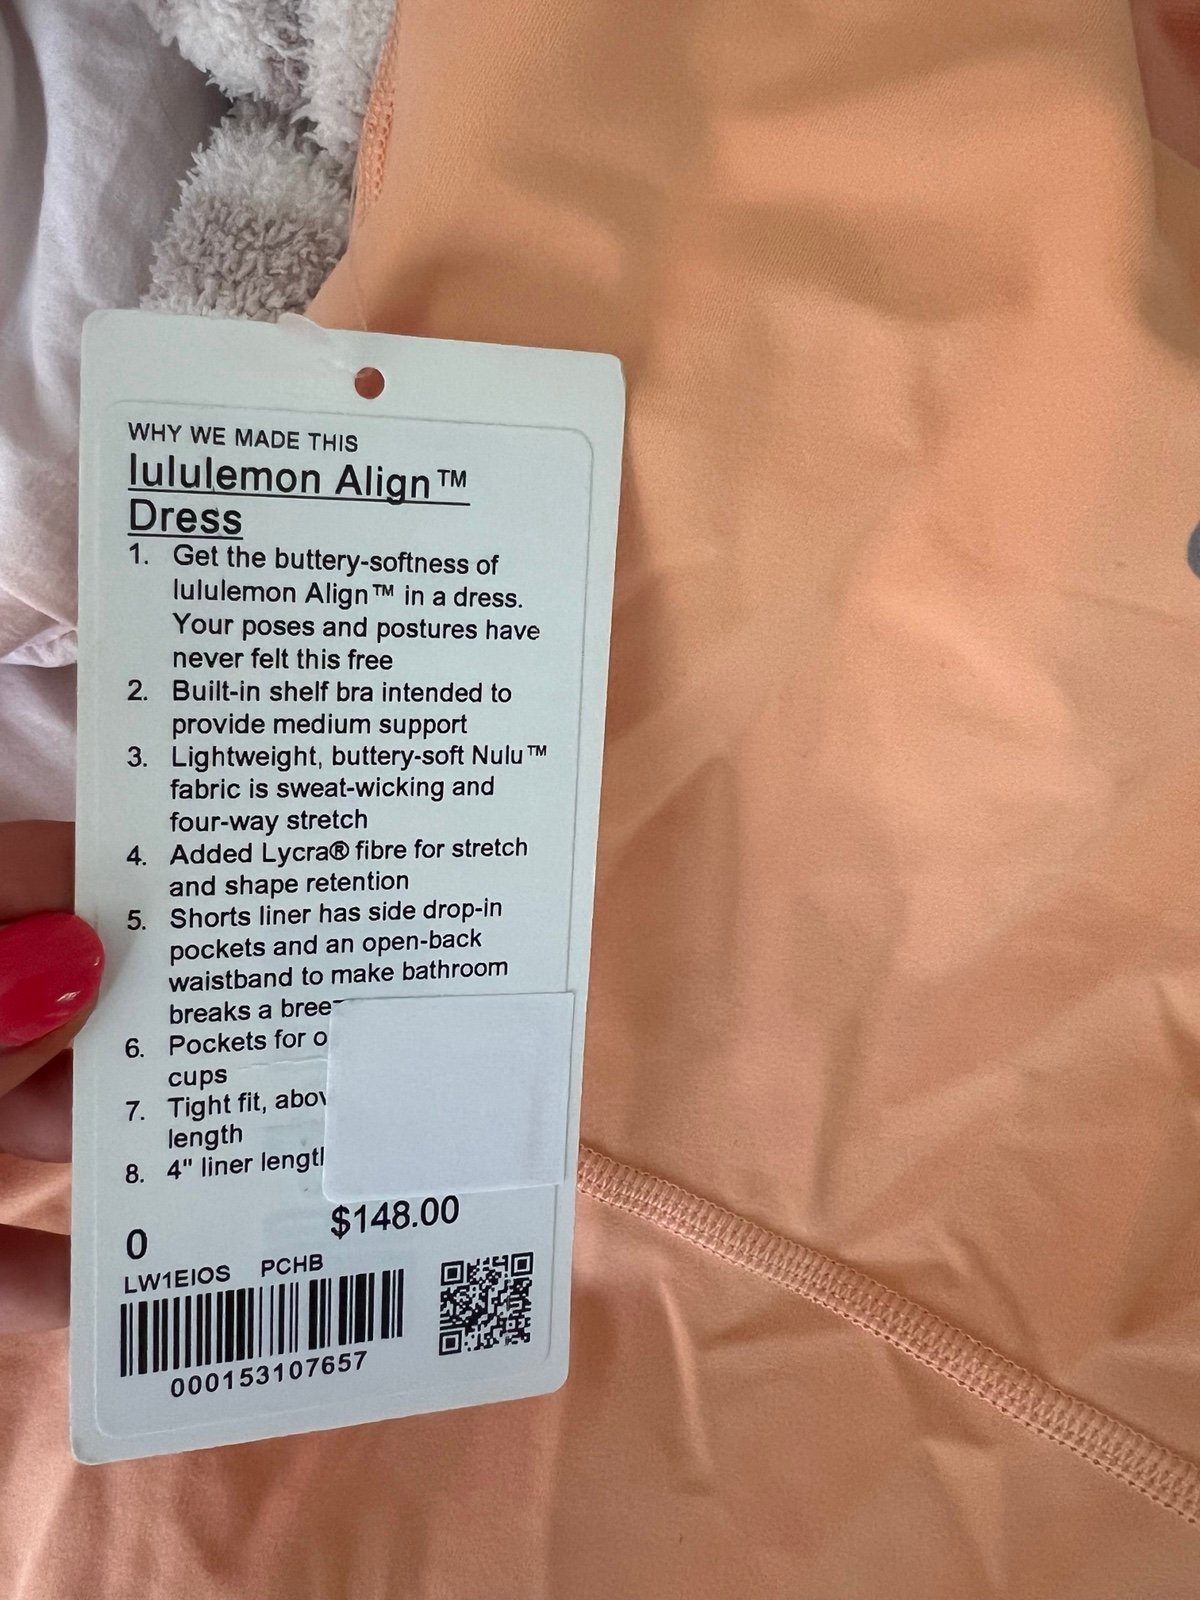 WHY WE MADE THIS
lululemon Align™
Dress
1. Get the buttery-softness of
lululemon Align™ in a dress.
Your poses and postures have
never felt this free
2. Built-in shelf bra intended to
provide medium support
3. Lightweight, buttery-soft Nulu™
fabric is sweat-wicking and
four-way stretch
4. Added Lycra® fibre for stretch
and shape retention
5. Shorts liner has side drop-in
pockets and an open-back
waistband to make bathroom
breaks a
6. Pockets for
cups
7. Tight fit,
length
8. 4" liner
$148.00
0
LW1EIOS PCHB
000153107657